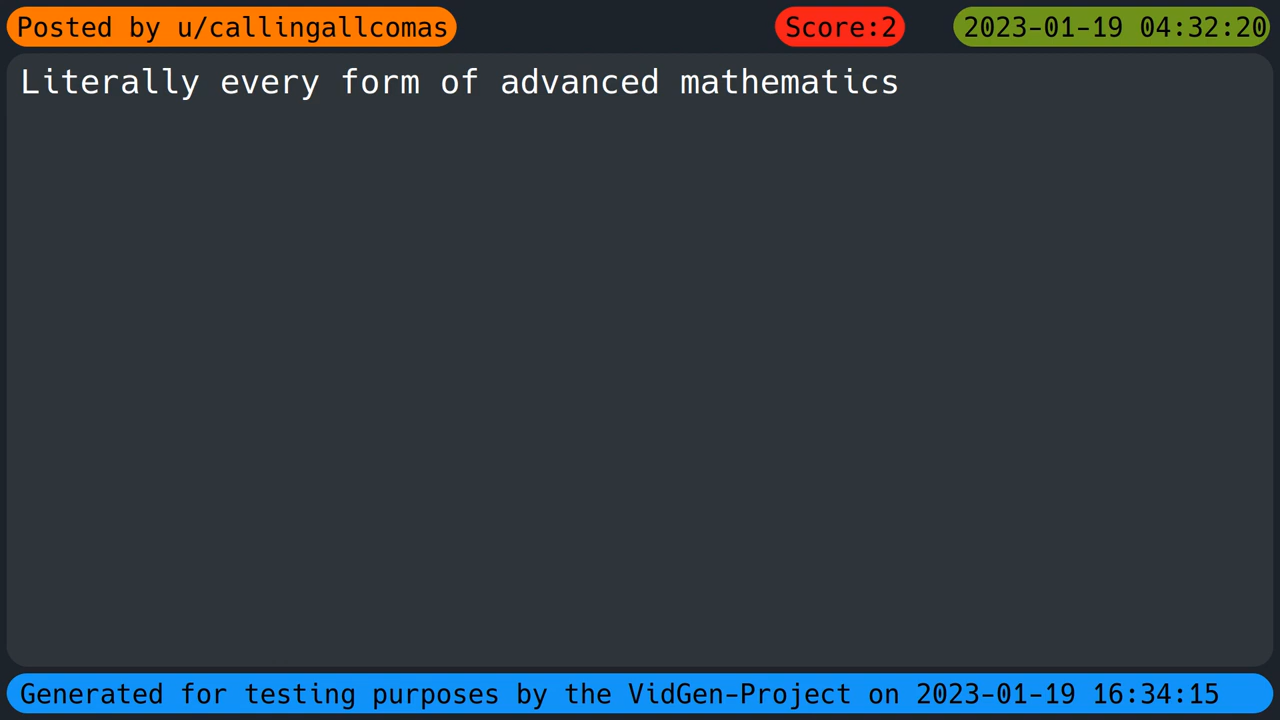 Posted by u/callingallcomas Score:2 2023-01-19 04:32:20
Literally every form of advanced mathematics
Generated for testing purposes by the VidGen-Project on 2023-01-19 16:34:15